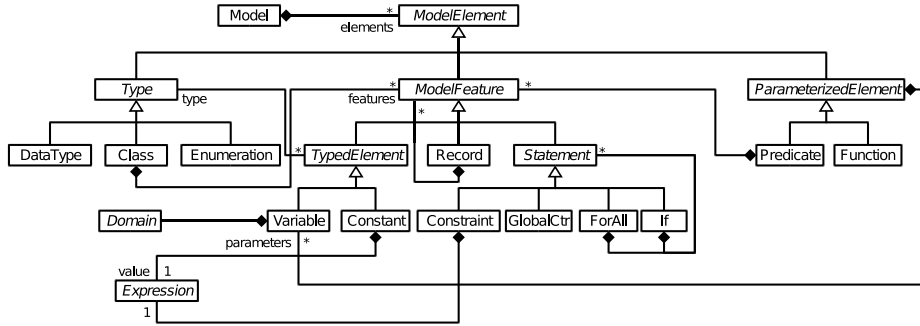 Model
*
elements
ModelElement
Type
type
*
features
ModelFeature
*
*
ParameterizedElement
DataType
Class
Enumeration
*
TypedElement
Record
Statement
*
Predicate
Function
Domain
Variable
Constant
Constraint
GlobalCtr
ForAll
If
parameters
*
value
1
Expression
1